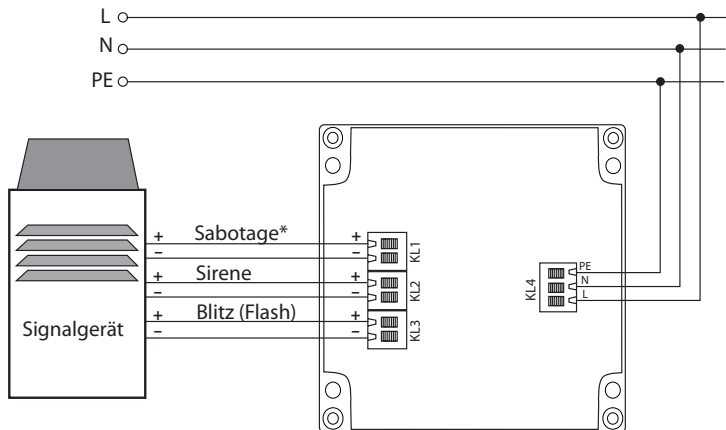 L
N
PE
+ Sabotage* +
– –
KL1
+ Sirene +
– –
KL2
+ Blitz (Flash) +
– –
KL3
Signalgerät
KL4
PE
N
L